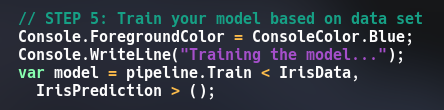 // STEP 5: Train your model based on data set
Console.ForegroundColor = ConsoleColor.Blue;
Console.WriteLine("Training the model...");
var model = pipeline.Train < IrisData,
  IrisPrediction > ();